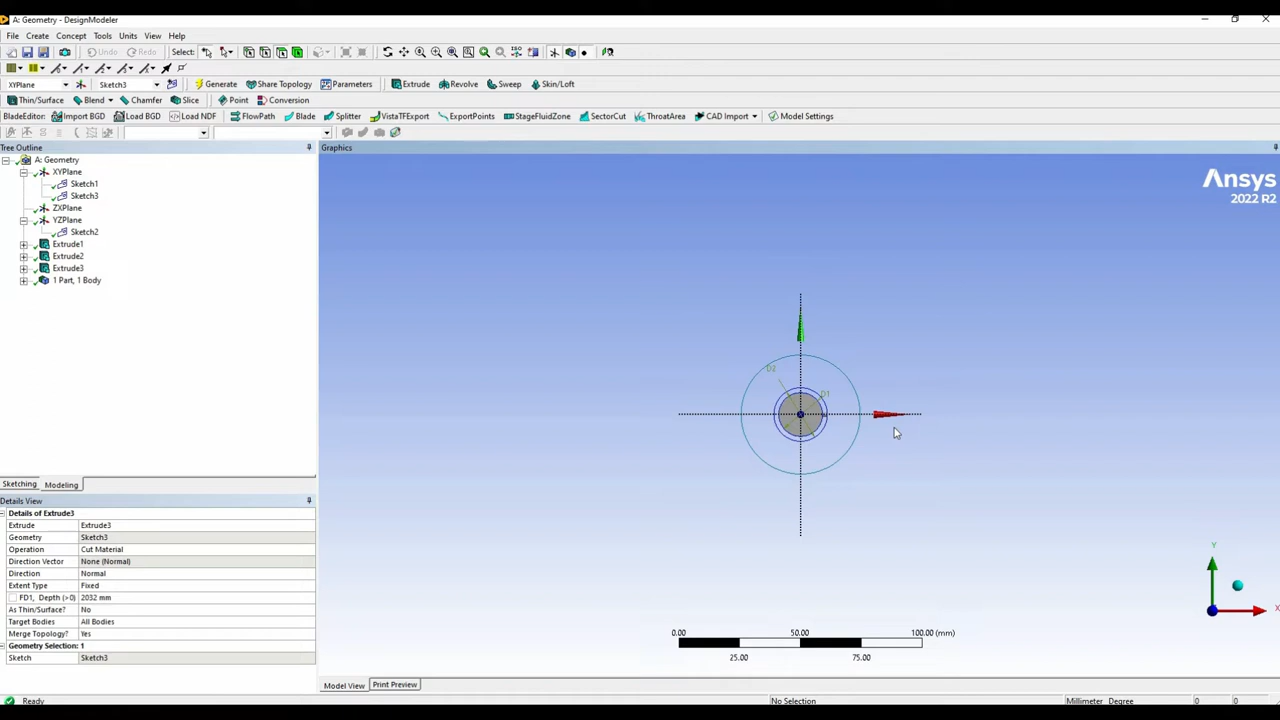 A: Geometry - DesignModeler
File Create Concept Tools Units View Help
Undo Redo Select:
XYPlane Sketch3 Generate Share Topology Parameters Extrude Revolve Sweep Skin/Loft
Thin/Surface Blend Chamfer Slice Point Conversion
BladeEditor: Import BGD Load BGD Load NDF FlowPath Blade Splitter VistaTFExport ExportPoints StageFluidZone SectorCut ThroatArea CAD Import Model Settings
Tree Outline
Graphics
A: Geometry
XYPlane
Sketch1
Sketch3
ZXPlane
YZPlane
Sketch2
Extrude1
Extrude2
Extrude3
1 Part, 1 Body
Ansys
2022 R2
D2
D1
Sketching Modeling
Details View
Details of Extrude3
Extrude Extrude3
Geometry Sketch3
Operation Cut Material
Direction Vector None (Normal)
Direction Normal
Extent Type Fixed
FD1, Depth (>0) 2032 mm
As Thin/Surface? No
Target Bodies All Bodies
Merge Topology? Yes
Geometry Selection: 1
Sketch Sketch3
Y
X
0.00 50.00 100.00 (mm)
25.00 75.00
Model View Print Preview
Ready No Selection Millimeter Degree 0 0